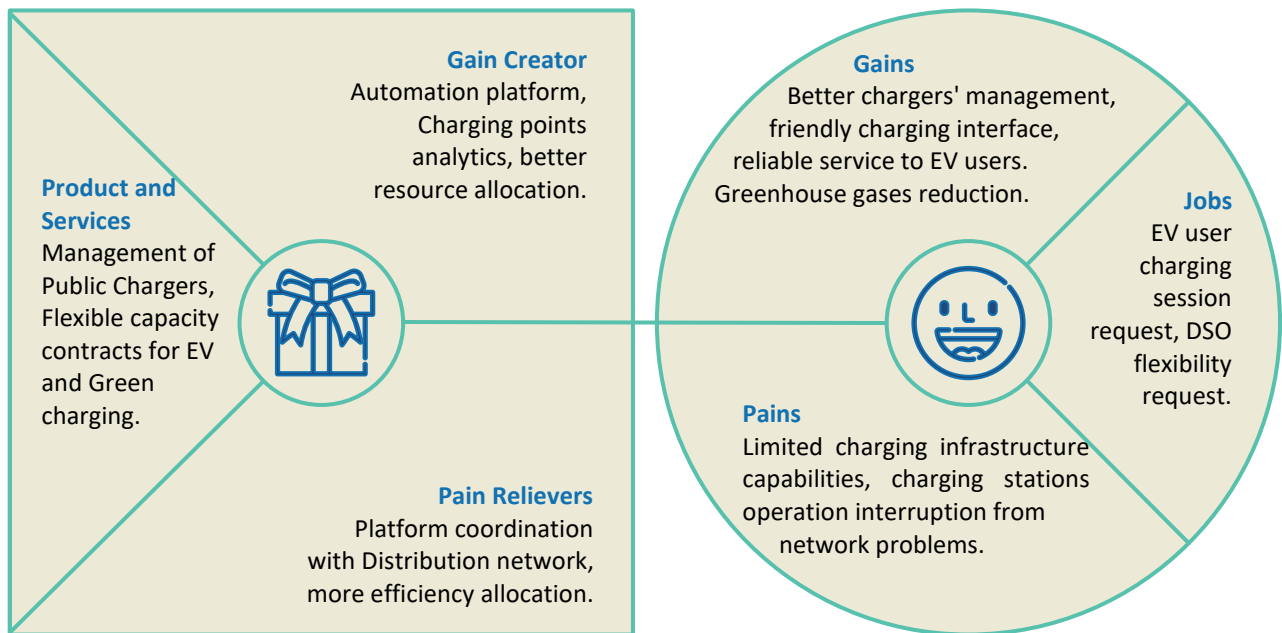 Gain Creator
Automation platform,
Charging points
analytics, better
resource allocation.
Product and
Services
Management of
Public Chargers,
Flexible capacity
contracts for EV
and Green
charging.
Pain Relievers
Platform coordination
with Distribution network,
more efficiency allocation.
Gains
Better chargers' management,
friendly charging interface,
reliable service to EV users.
Greenhouse gases reduction.
Jobs
EV user
charging
session
request, DSO
flexibility
request.
Pains
Limited charging infrastructure
capabilities, charging stations
operation interruption from
network problems.